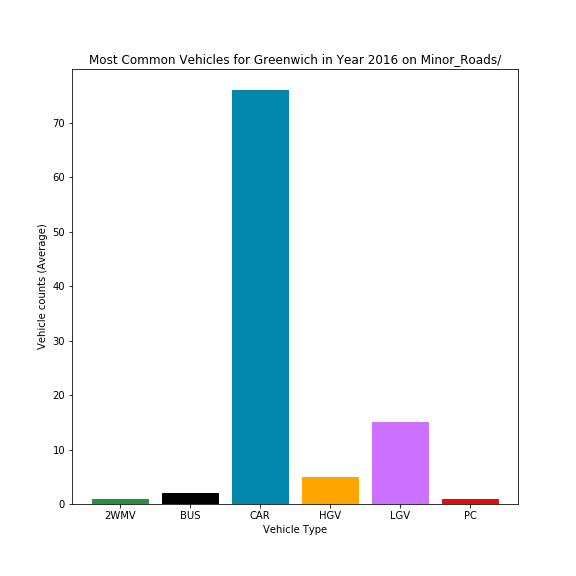 Most Common Vehicles for Greenwich in Year 2016 on Minor_Roads/
70
60
50
40
30
20
10
0
Vehicle counts (Average)
2WMV BUS CAR HGV LGV PC
Vehicle Type